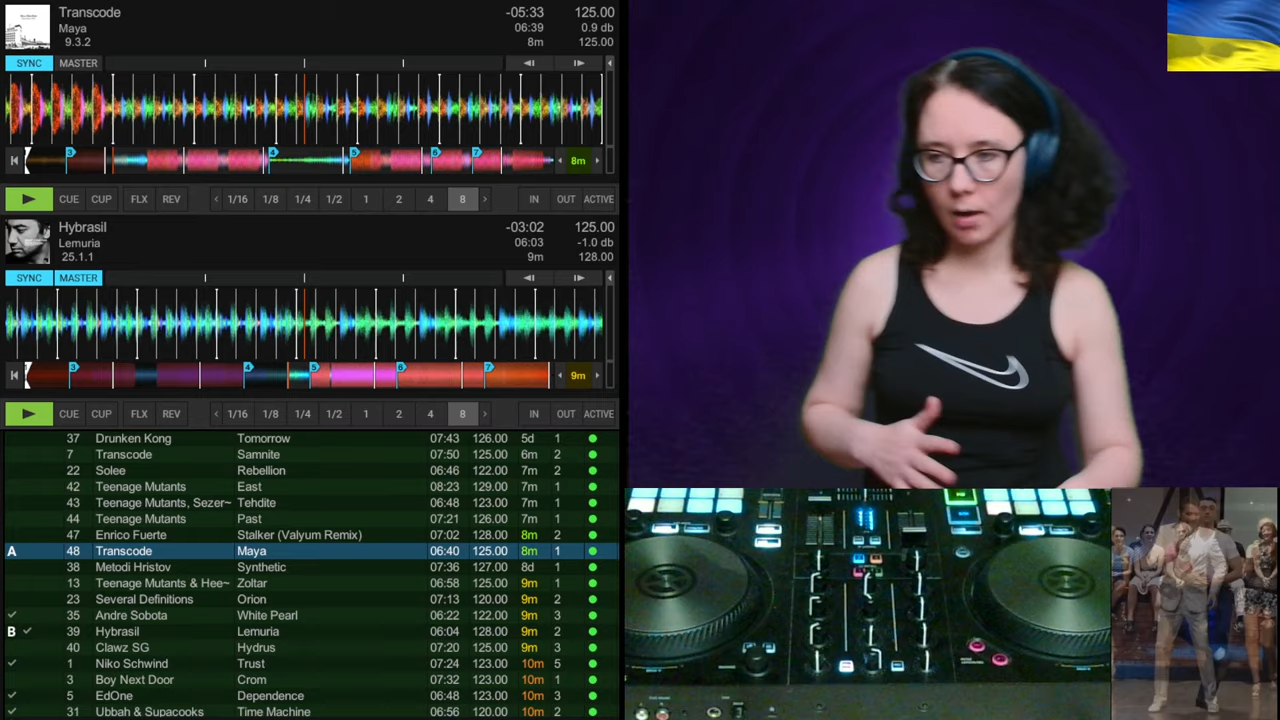 Transcode -05:33 125.00
Maya 06:39 0.9 db
9.3.2 8m 125.00
SYNC MASTER
3 4 5 6 7 8m
CUE CUP FLX REV 1/16 1/8 1/4 1/2 1 2 4 8 IN OUT ACTIVE
Hybrasil -03:02 125.00
Lemuria 06:03 -1.0 db
25.1.1 9m 128.00
SYNC MASTER
3 4 5 6 7 9m
CUE CUP FLX REV 1/16 1/8 1/4 1/2 1 2 4 8 IN OUT ACTIVE
37 Drunken Kong Tomorrow 07:43 126.00 5d 1
7 Transcode Samnite 07:50 125.00 6m 2
22 Solee Rebellion 06:46 122.00 7m 2
42 Teenage Mutants East 08:23 129.00 7m 1
43 Teenage Mutants, Sezer~ Tehdite 06:48 123.00 7m 1
44 Teenage Mutants Past 07:21 126.00 7m 1
47 Enrico Fuerte Stalker (Valyum Remix) 07:02 128.00 8m 2
A 48 Transcode Maya 06:40 125.00 8m 1
38 Metodi Hristov Synthetic 07:36 127.00 8d 1
13 Teenage Mutants & Hee~ Zoltar 06:58 125.00 9m 1
23 Several Definitions Orion 07:13 120.00 9m 2
35 Andre Sobota White Pearl 06:22 122.00 9m 3
B 39 Hybrasil Lemuria 06:04 128.00 9m 2
40 Clawz SG Hydrus 07:20 125.00 9m 3
1 Niko Schwind Trust 07:24 123.00 10m 5
3 Boy Next Door Crom 07:32 123.00 10m 1
5 EdOne Dependence 06:48 123.00 10m 3
31 Ubbah & Supacooks Time Machine 06:56 120.00 10m 2